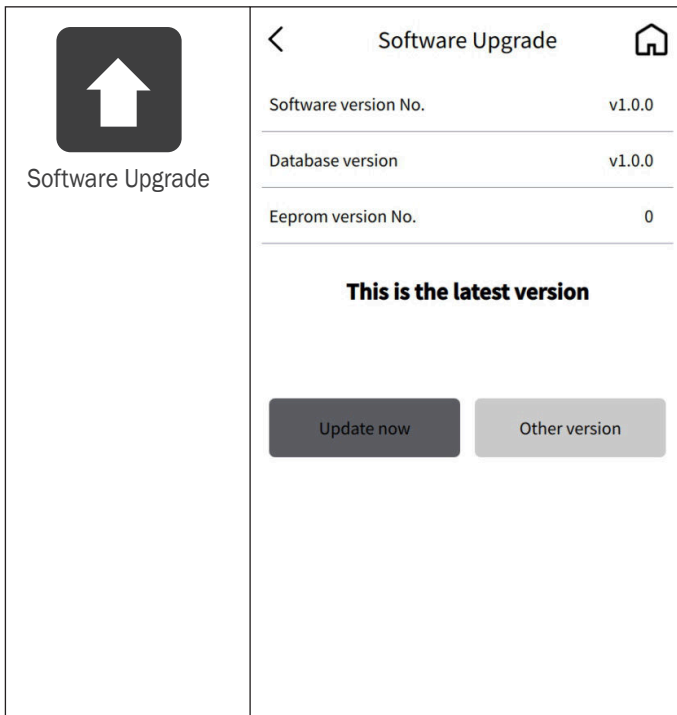 Software Upgrade
Software Upgrade
Software version No. v1.0.0
Database version v1.0.0
Eeprom version No. 0
This is the latest version
Update now Other version